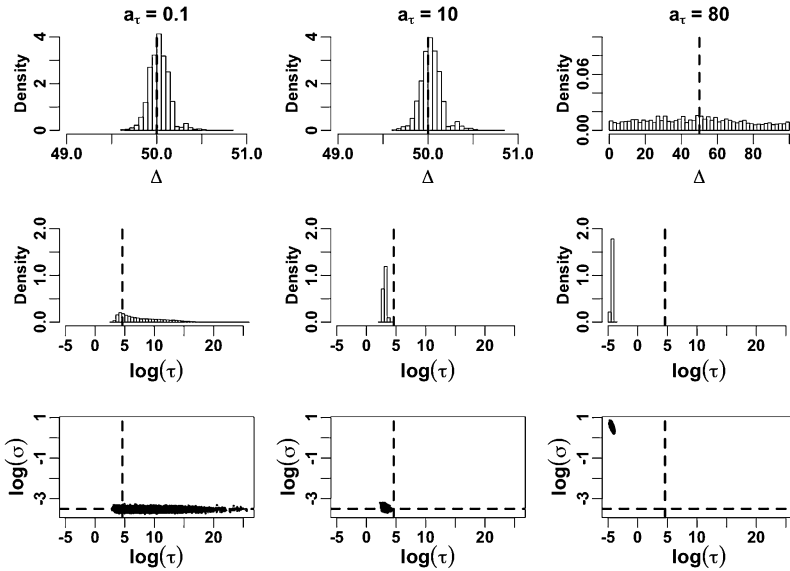 aτ = 0.1 aτ = 10 aτ = 80
Density 0 2 4
49.0 50.0 51.0
Δ
Density 0 2 4
49.0 50.0 51.0
Δ
Density 0.00 0.06
0 20 40 60 80
Δ
Density 0.0 1.0 2.0
-5 0 5 10 20
log(τ)
Density 0.0 1.0 2.0
-5 0 5 10 20
log(τ)
Density 0.0 1.0 2.0
-5 0 5 10 20
log(τ)
log(σ) -3 -1 1
-5 0 5 10 20
log(τ)
log(σ) -3 -1 1
-5 0 5 10 20
log(τ)
log(σ) -3 -1 1
-5 0 5 10 20
log(τ)